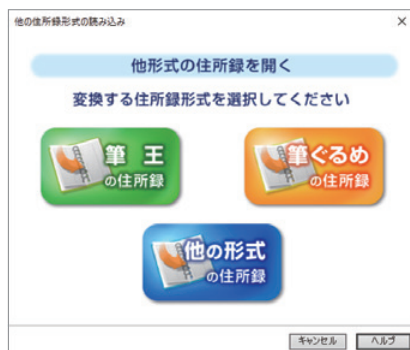 他の住所録形式の読み込み
他形式の住所録を開く
変換する住所録形式を選択してください
筆 王
の住所録
筆ぐるめ
の住所録
他の形式
の住所録
キャンセル
ヘルプ